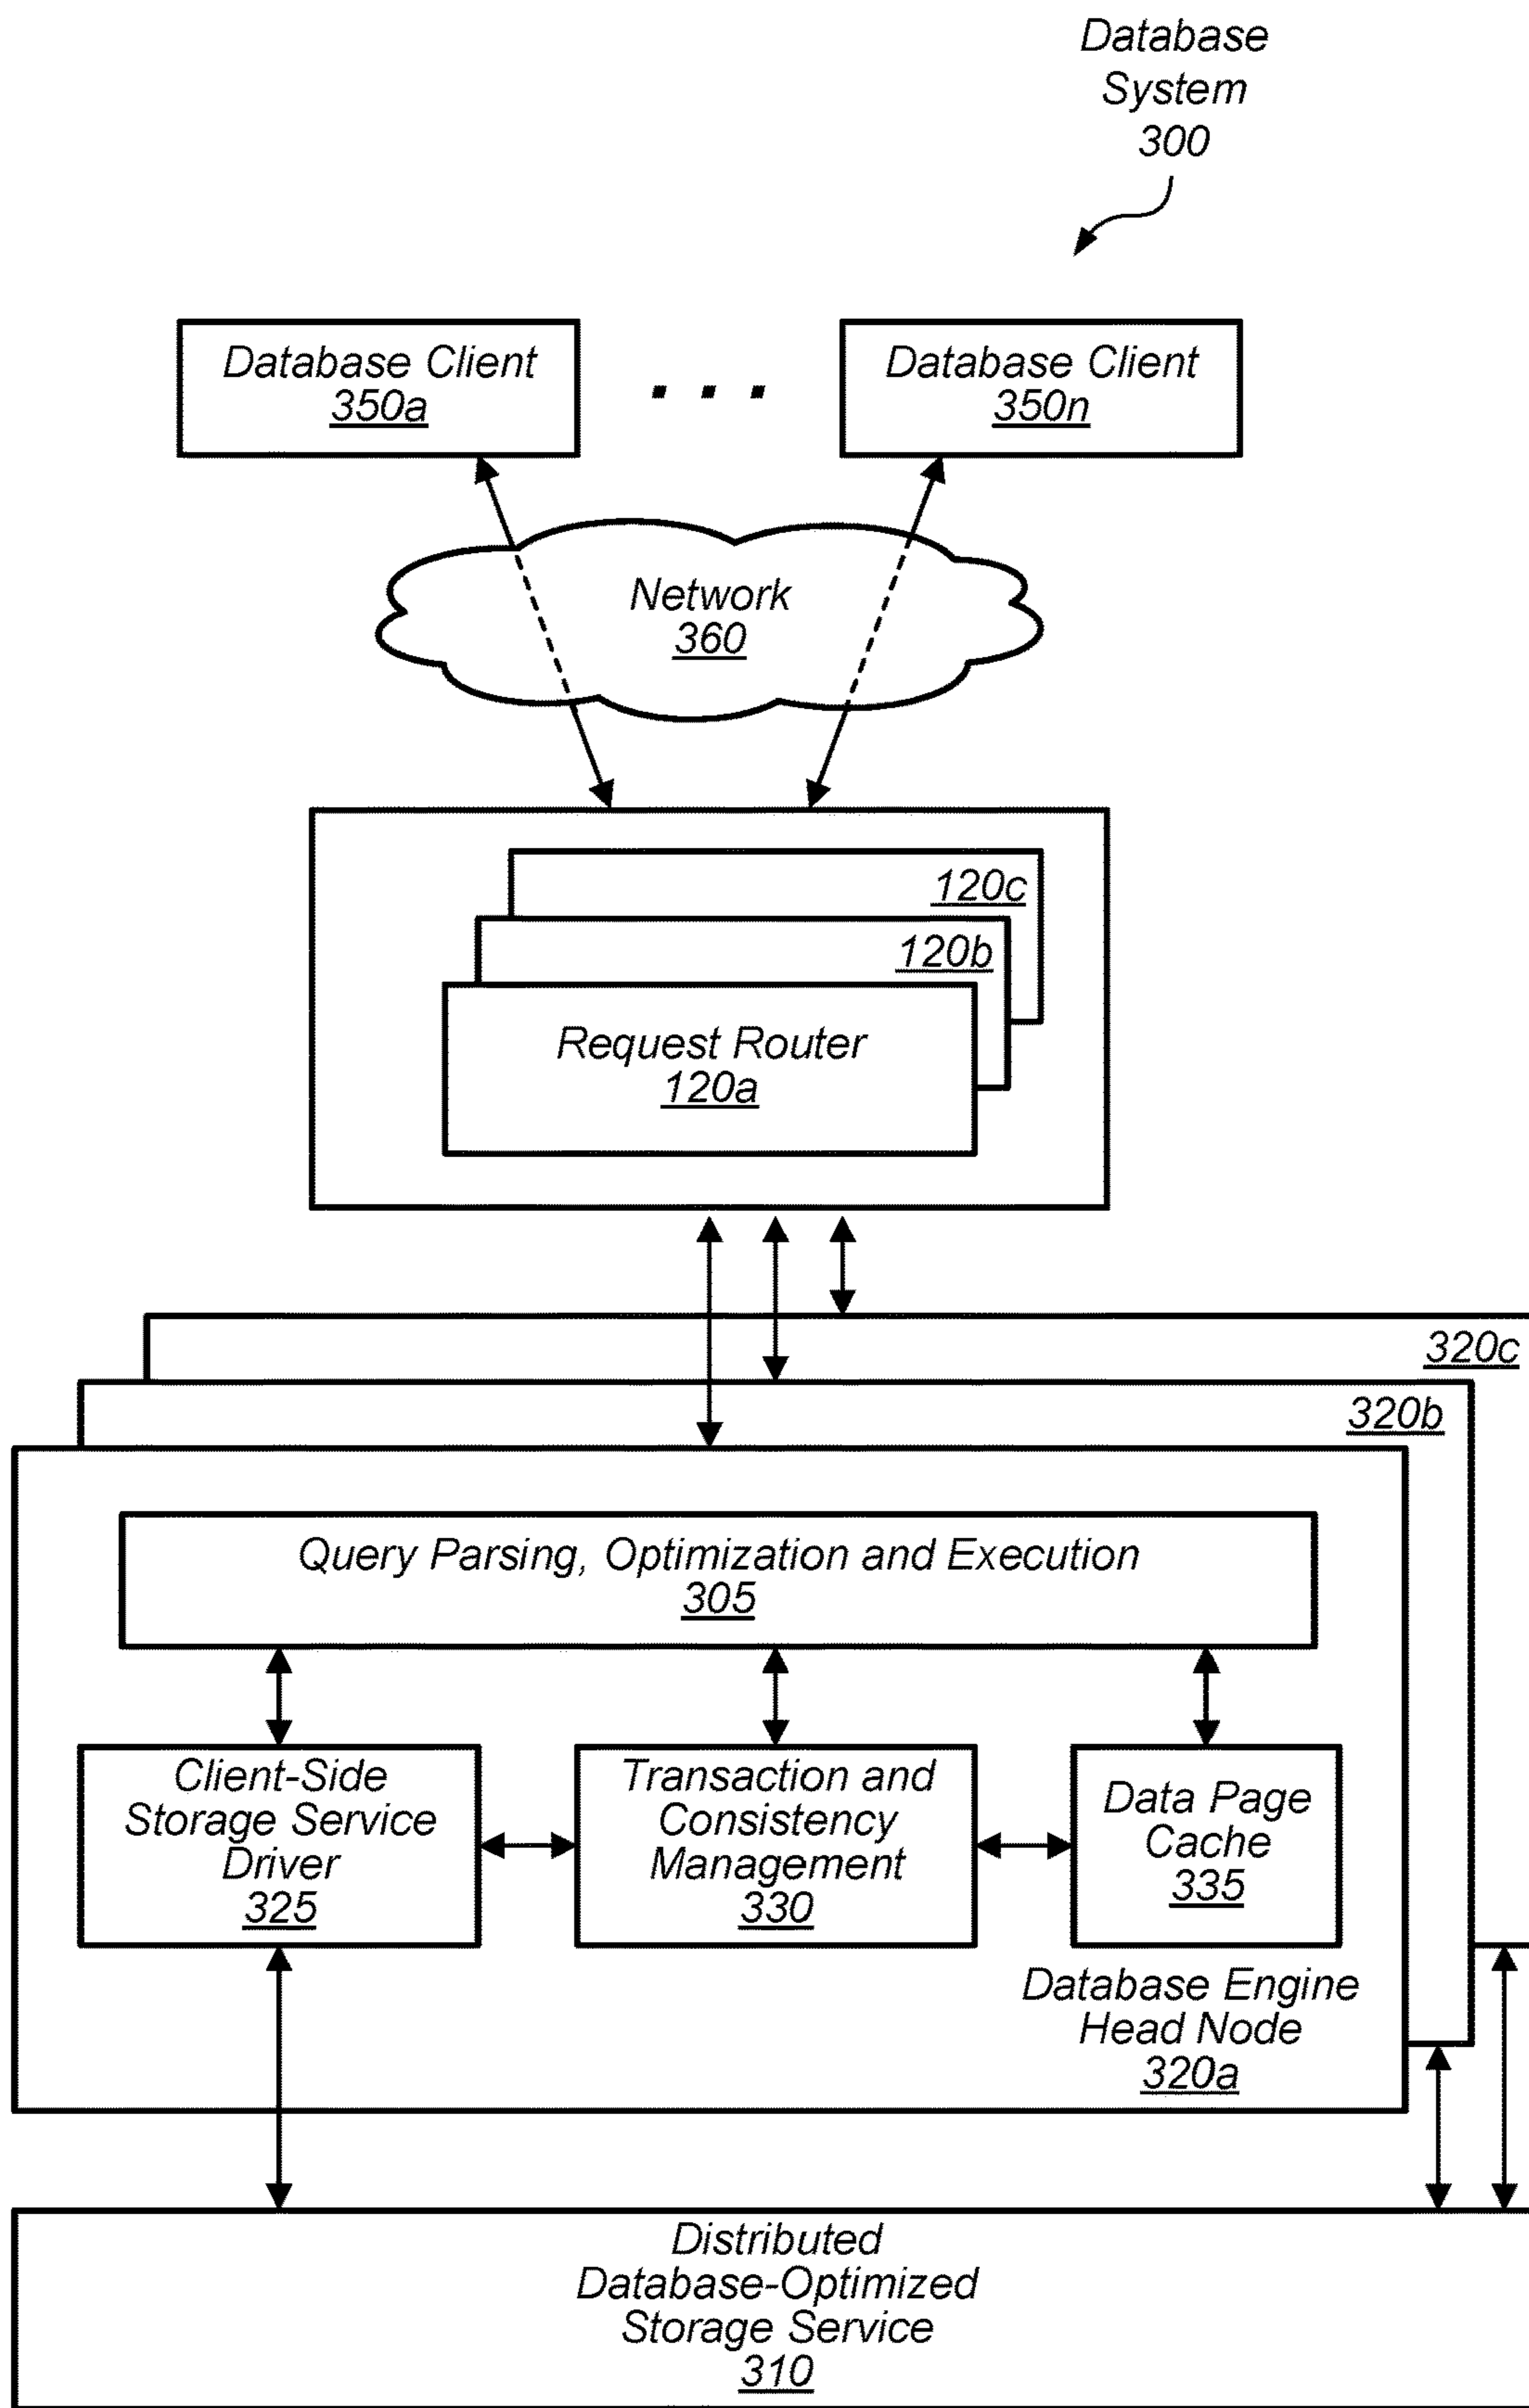 Database
System
300
Database Client
350a
. . .
Database Client
350n
Network
360
120c
120b
Request Router
120a
320c
320b
Query Parsing, Optimization and Execution
305
Client-Side
Storage Service
Driver
325
Transaction and
Consistency
Management
330
Data Page
Cache
335
Database Engine
Head Node
320a
Distributed
Database-Optimized
Storage Service
310